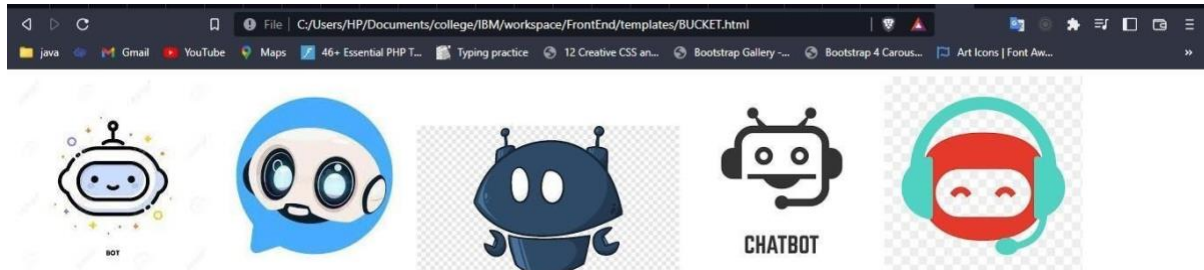 File | C:/Users/HP/Documents/college/IBM/workspace/FrontEnd/templates/BUCKET.html
java Gmail YouTube Maps 46+ Essential PHP T... Typing practice 12 Creative CSS an... Bootstrap Gallery -... Bootstrap 4 Carous... Art Icons | Font Aw... »
CHATBOT
BOT